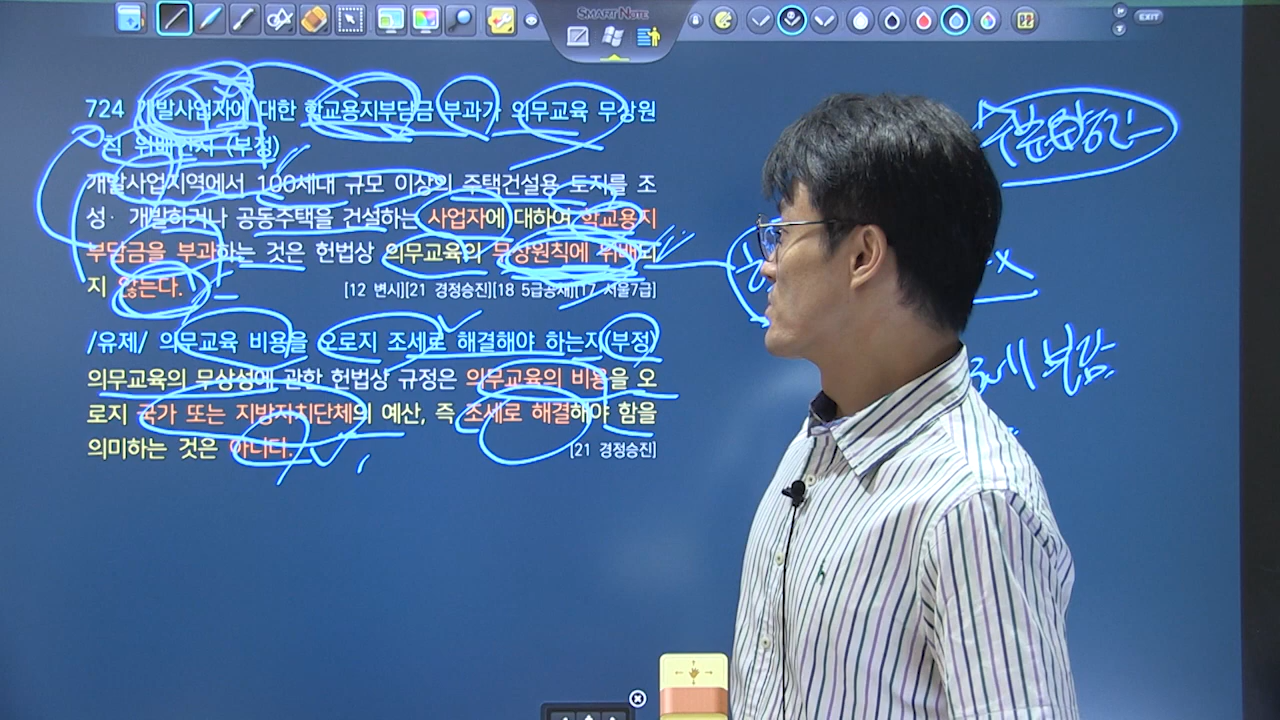 SMART NOTE
EXIT
724 개발사업자에 대한 학교용지부담금 부과가 의무교육 무상원
칙 위배인지 (부정)
개발사업지역에서 100세대 규모 이상의 주택건설용 토지를 조
성· 개발하거나 공동주택을 건설하는 사업자에 대하여 학교용지
부담금을 부과하는 것은 헌법상 의무교육의 무상원칙에 위배되
지 않는다.
[12 변시][21 경정승진][18 5급공채][17 서울7급]
/유제/ 의무교육 비용을 오로지 조세로 해결해야 하는지(부정)
의무교육의 무상성에 관한 헌법상 규정은 의무교육의 비용을 오
로지 국가 또는 지방자치단체의 예산, 즉 조세로 해결해야 함을
의미하는 것은 아니다.
[21 경정승진]